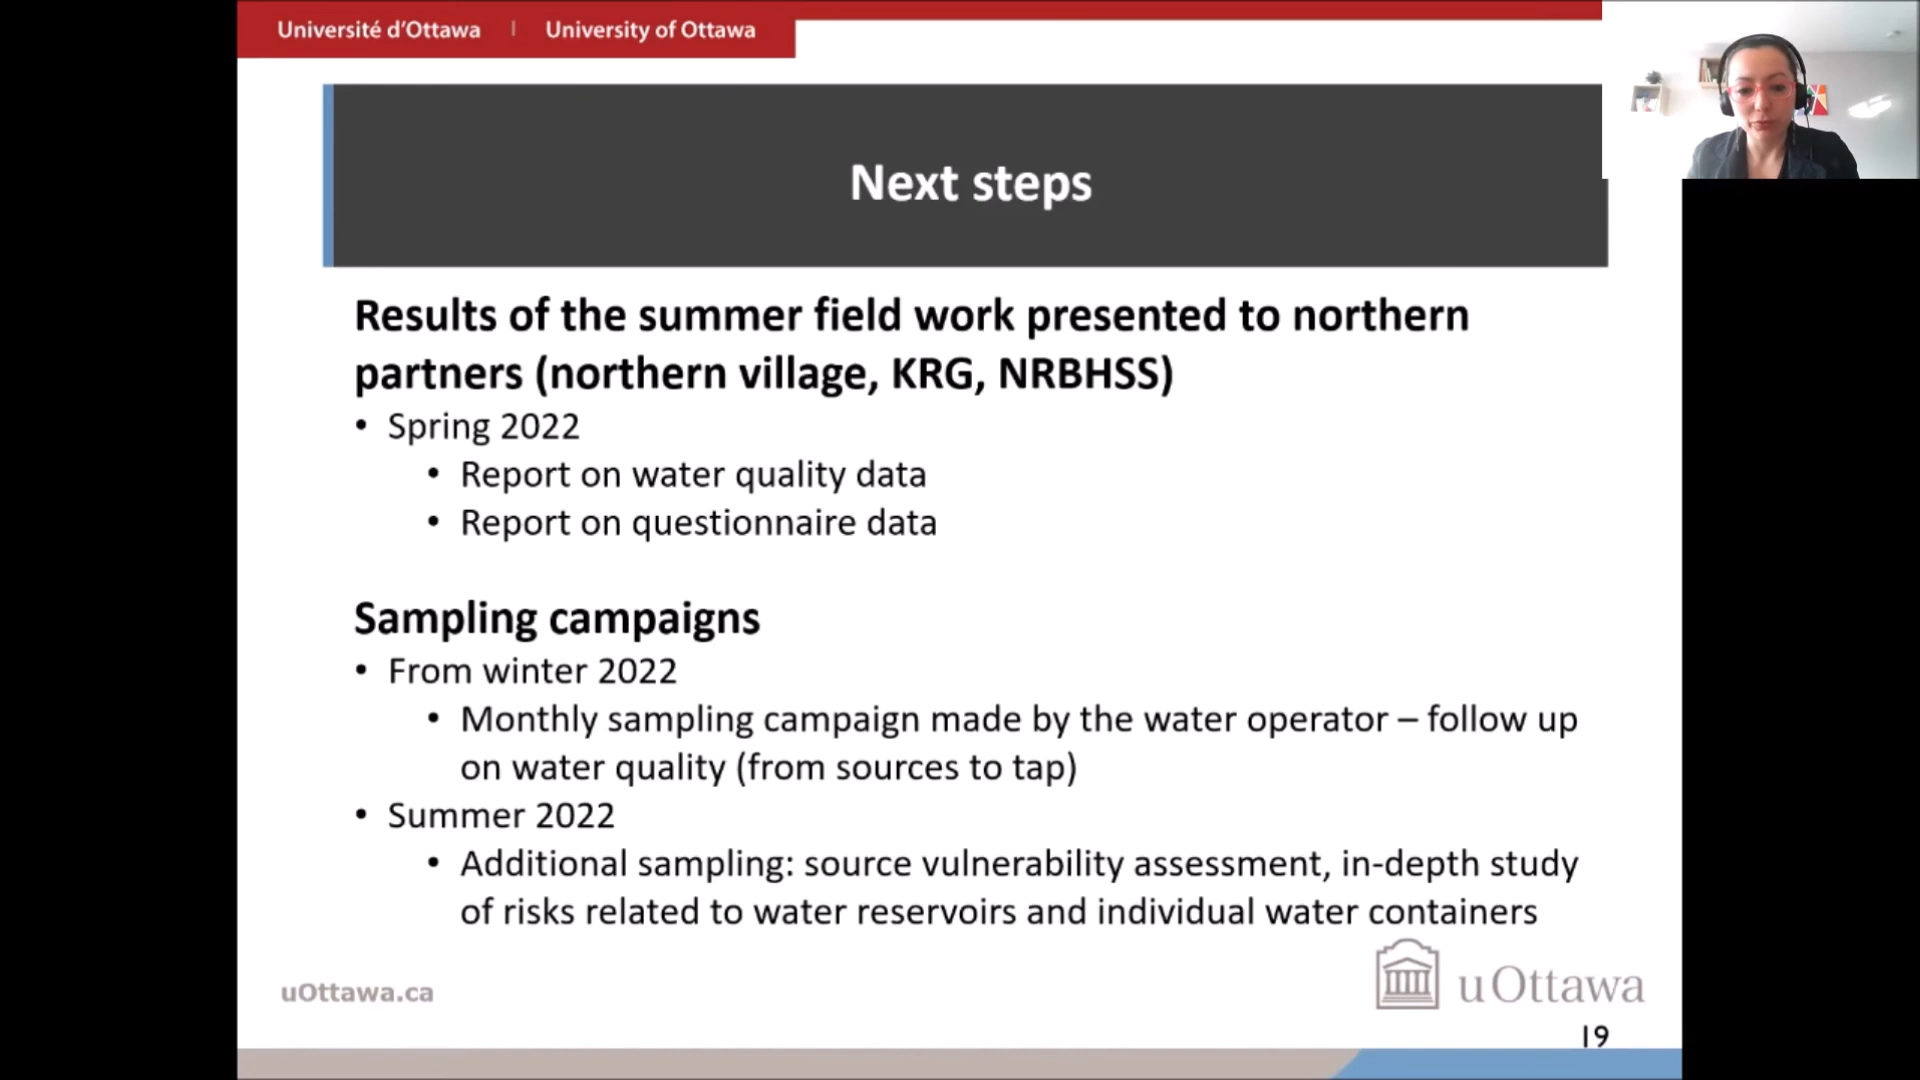 Université d'Ottawa | University of Ottawa
Next steps
Results of the summer field work presented to northern
partners (northern village, KRG, NRBHSS)
• Spring 2022
• Report on water quality data
• Report on questionnaire data
Sampling campaigns
• From winter 2022
• Monthly sampling campaign made by the water operator – follow up
on water quality (from sources to tap)
• Summer 2022
• Additional sampling: source vulnerability assessment, in-depth study
of risks related to water reservoirs and individual water containers
uOttawa.ca
uOttawa
19